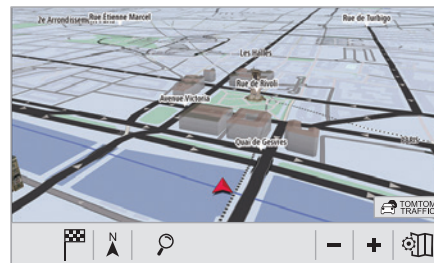 2e Arrondissem
Rue Étienne Marcel
Rue de Turbigo
Les Halles
Rue de Rivoli
Avenue Victoria
Quai de Gesvres
TOMTOM
TRAFFIC
N